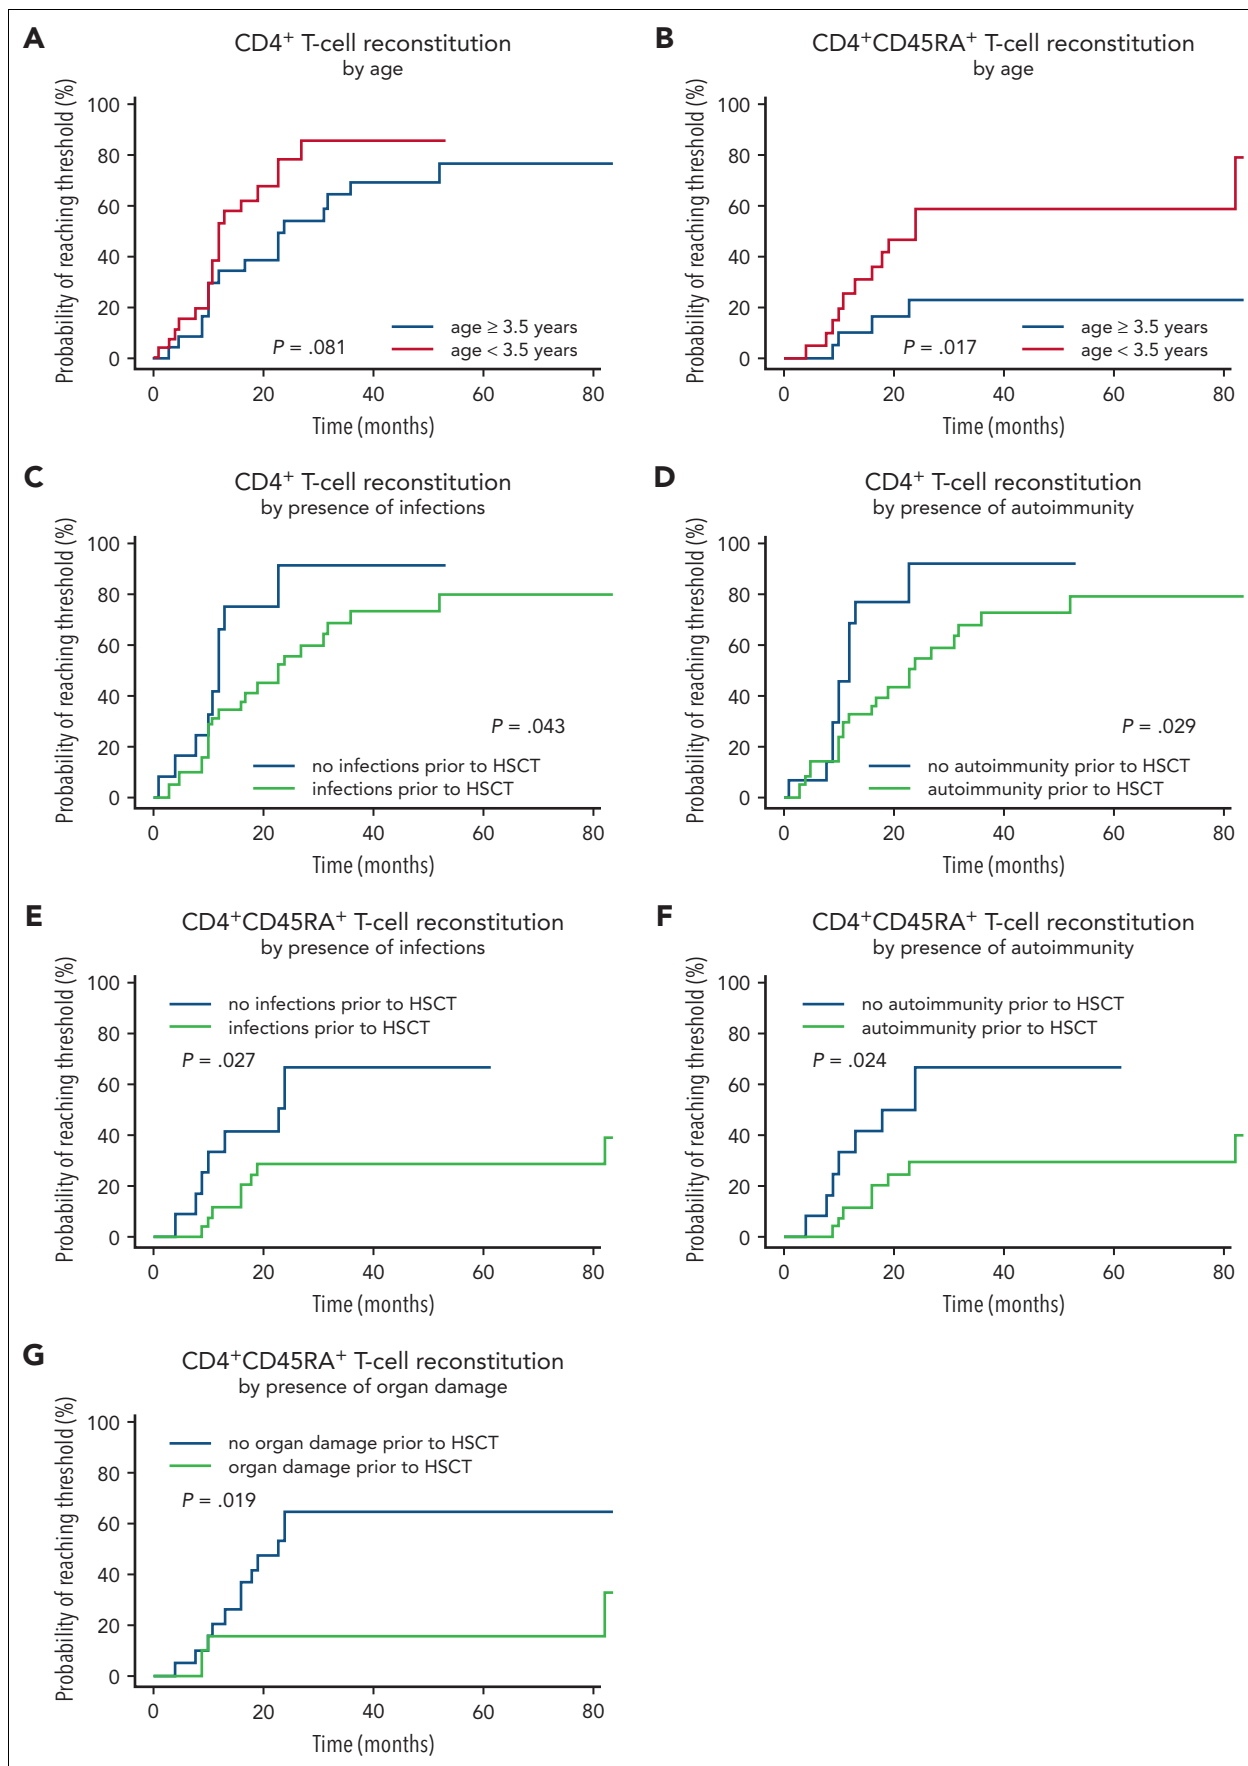 A
CD4+ T-cell reconstitution
by age
Probability of reaching threshold (%)
100
80
60
40
20
0
P = .081
age ≥ 3.5 years
age < 3.5 years
0 20 40 60 80
Time (months)
B
CD4+CD45RA+ T-cell reconstitution
by age
Probability of reaching threshold (%)
100
80
60
40
20
0
P = .017
age ≥ 3.5 years
age < 3.5 years
0 20 40 60 80
Time (months)
C
CD4+ T-cell reconstitution
by presence of infections
Probability of reaching threshold (%)
100
80
60
40
20
0
P = .043
no infections prior to HSCT
infections prior to HSCT
0 20 40 60 80
Time (months)
D
CD4+ T-cell reconstitution
by presence of autoimmunity
Probability of reaching threshold (%)
100
80
60
40
20
0
P = .029
no autoimmunity prior to HSCT
autoimmunity prior to HSCT
0 20 40 60 80
Time (months)
E
CD4+CD45RA+ T-cell reconstitution
by presence of infections
Probability of reaching threshold (%)
100
80
60
40
20
0
no infections prior to HSCT
infections prior to HSCT
P = .027
0 20 40 60 80
Time (months)
F
CD4+CD45RA+ T-cell reconstitution
by presence of autoimmunity
Probability of reaching threshold (%)
100
80
60
40
20
0
no autoimmunity prior to HSCT
autoimmunity prior to HSCT
P = .024
0 20 40 60 80
Time (months)
G
CD4+CD45RA+ T-cell reconstitution
by presence of organ damage
Probability of reaching threshold (%)
100
80
60
40
20
0
no organ damage prior to HSCT
organ damage prior to HSCT
P = .019
0 20 40 60 80
Time (months)